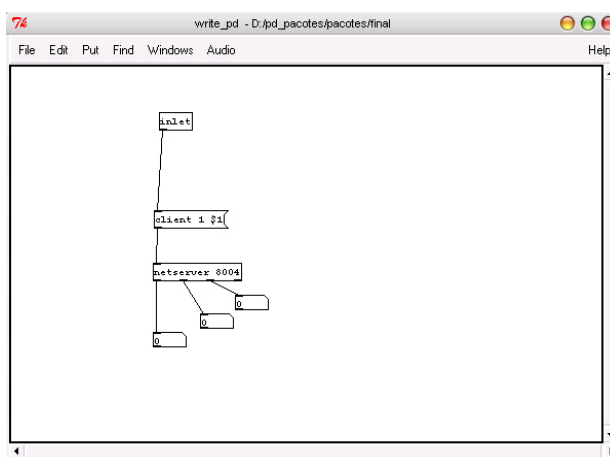 write_pd - D:/pd_pacotes/pacotes/final
File Edit Put Find Windows Audio Help
inlet
client 1 $1
netserver 8004
0
0
0